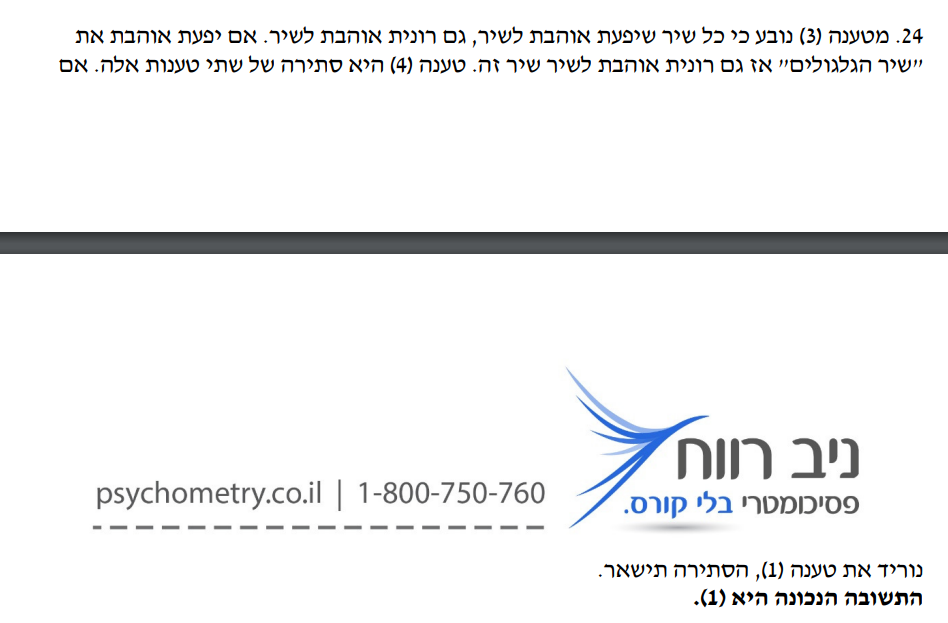 24. מטענה (3) נובע כי כל שיר שיפעת אוהבת לשיר, גם רונית אוהבת לשיר. אם יפעת אוהבת את
"שיר הגלגולים" אז גם רונית אוהבת לשיר שיר זה. טענה (4) היא סתירה של שתי טענות אלה. אם
ניב רווח
פסיכומטרי בלי קורס.
psychometry.co.il | 1-800-750-760
נוריד את טענה (1), הסתירה תישאר.
התשובה הנכונה היא (1).